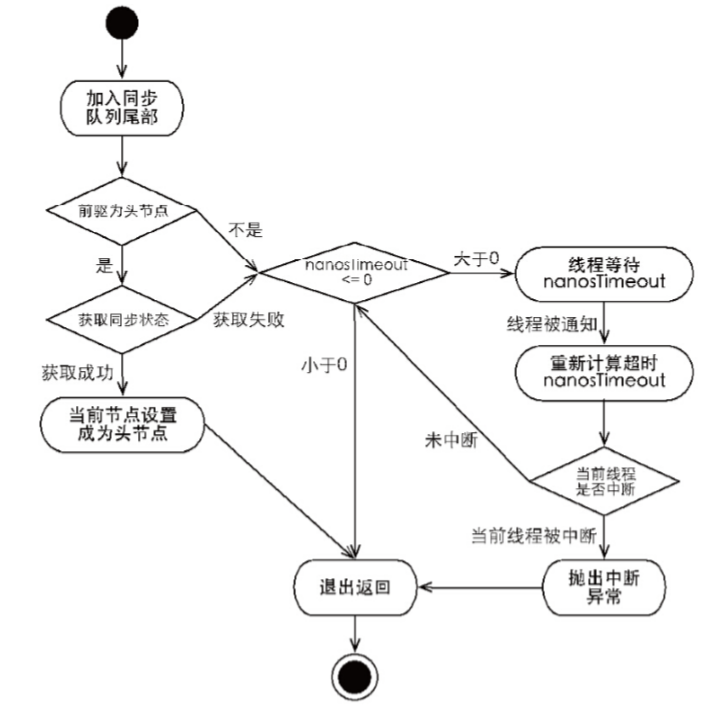 加入同步
队列尾部
前驱为头节点
不是
是
nanosTimeout
<= 0
大于0
线程等待
nanosTimeout
获取同步状态
获取失败
线程被通知
小于0
获取成功
重新计算超时
nanosTimeout
当前节点设置
成为头节点
未中断
当前线程
是否中断
当前线程被中断
退出返回
抛出中断
异常